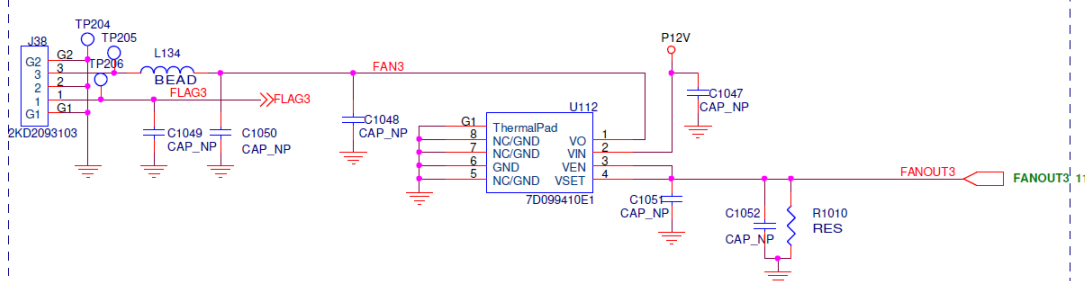 TP204
TP205
TP206
J38
G2
3
2
1
G1
G2
3
2
1
G1
2KD2093103
L134
BEAD
FAN3
FLAG3
FLAG3
C1049
CAP_NP
C1050
CAP_NP
C1048
CAP_NP
P12V
C1047
CAP_NP
U112
G1
8
7
6
5
ThermalPad
NC/GND
NC/GND
GND
NC/GND
VO
VIN
VEN
VSET
1
2
3
4
7D099410E1
C1051
CAP_NP
C1052
CAP_NP
R1010
RES
FANOUT3
FANOUT3_11